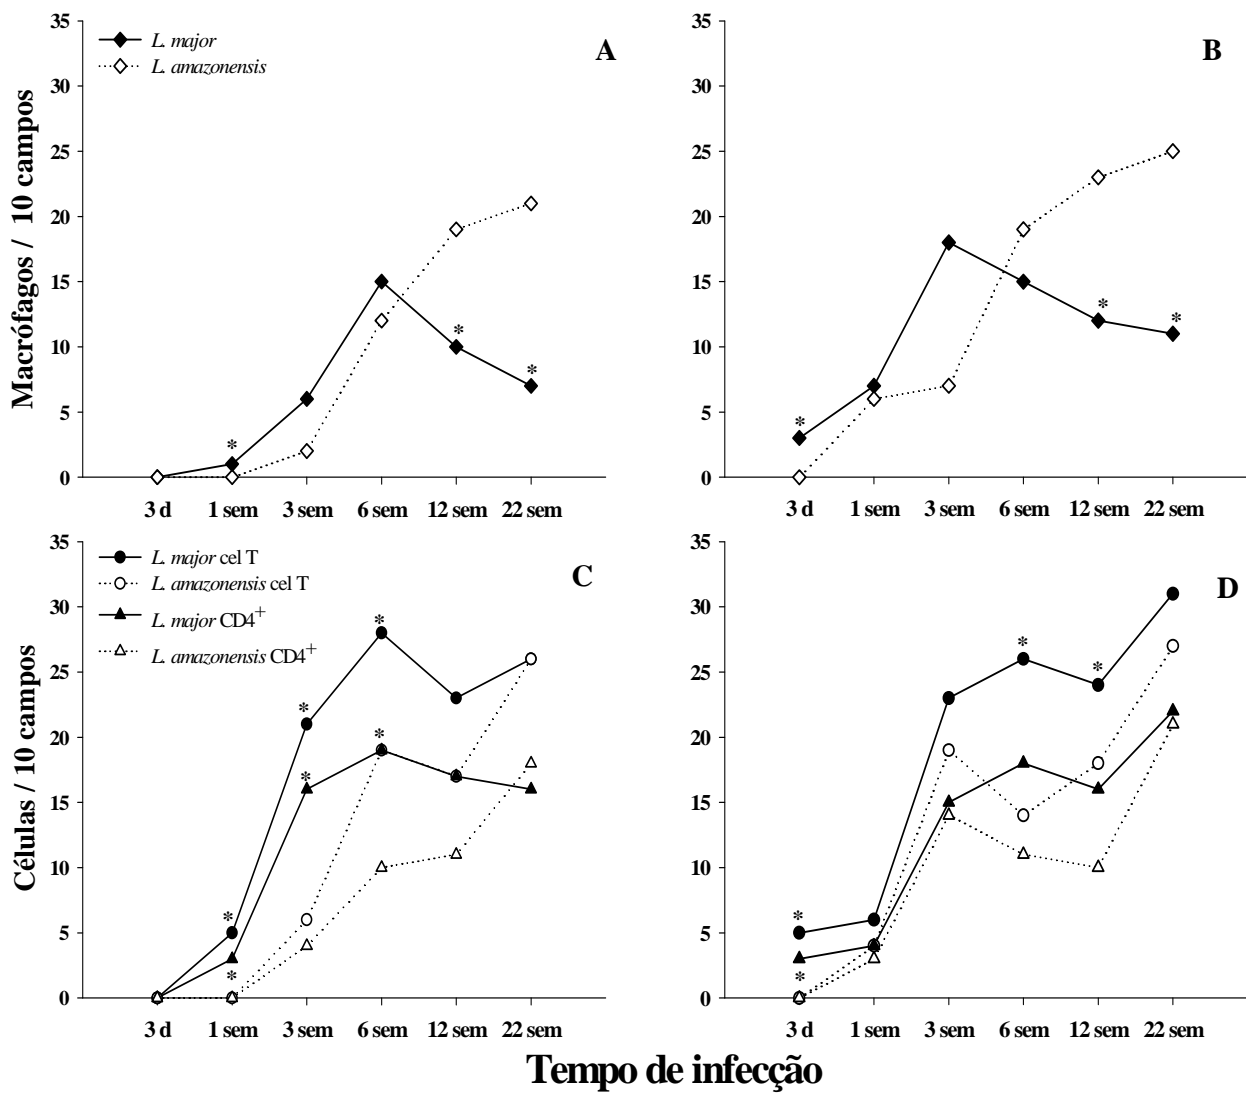 35
30
25
20
15
10
5
0
Macrófagos / 10 campos
L. major
L. amazonensis
A
*
*
*
3 d 1 sem 3 sem 6 sem 12 sem 22 sem
35
30
25
20
15
10
5
0
B
*
*
*
3 d 1 sem 3 sem 6 sem 12 sem 22 sem
35
30
25
20
15
10
5
0
Células / 10 campos
L. major cel T
L. amazonensis cel T
L. major CD4+
L. amazonensis CD4+
C
*
*
*
*
*
*
3 d 1 sem 3 sem 6 sem 12 sem 22 sem
35
30
25
20
15
10
5
0
D
*
*
*
*
3 d 1 sem 3 sem 6 sem 12 sem 22 sem
Tempo de infecção